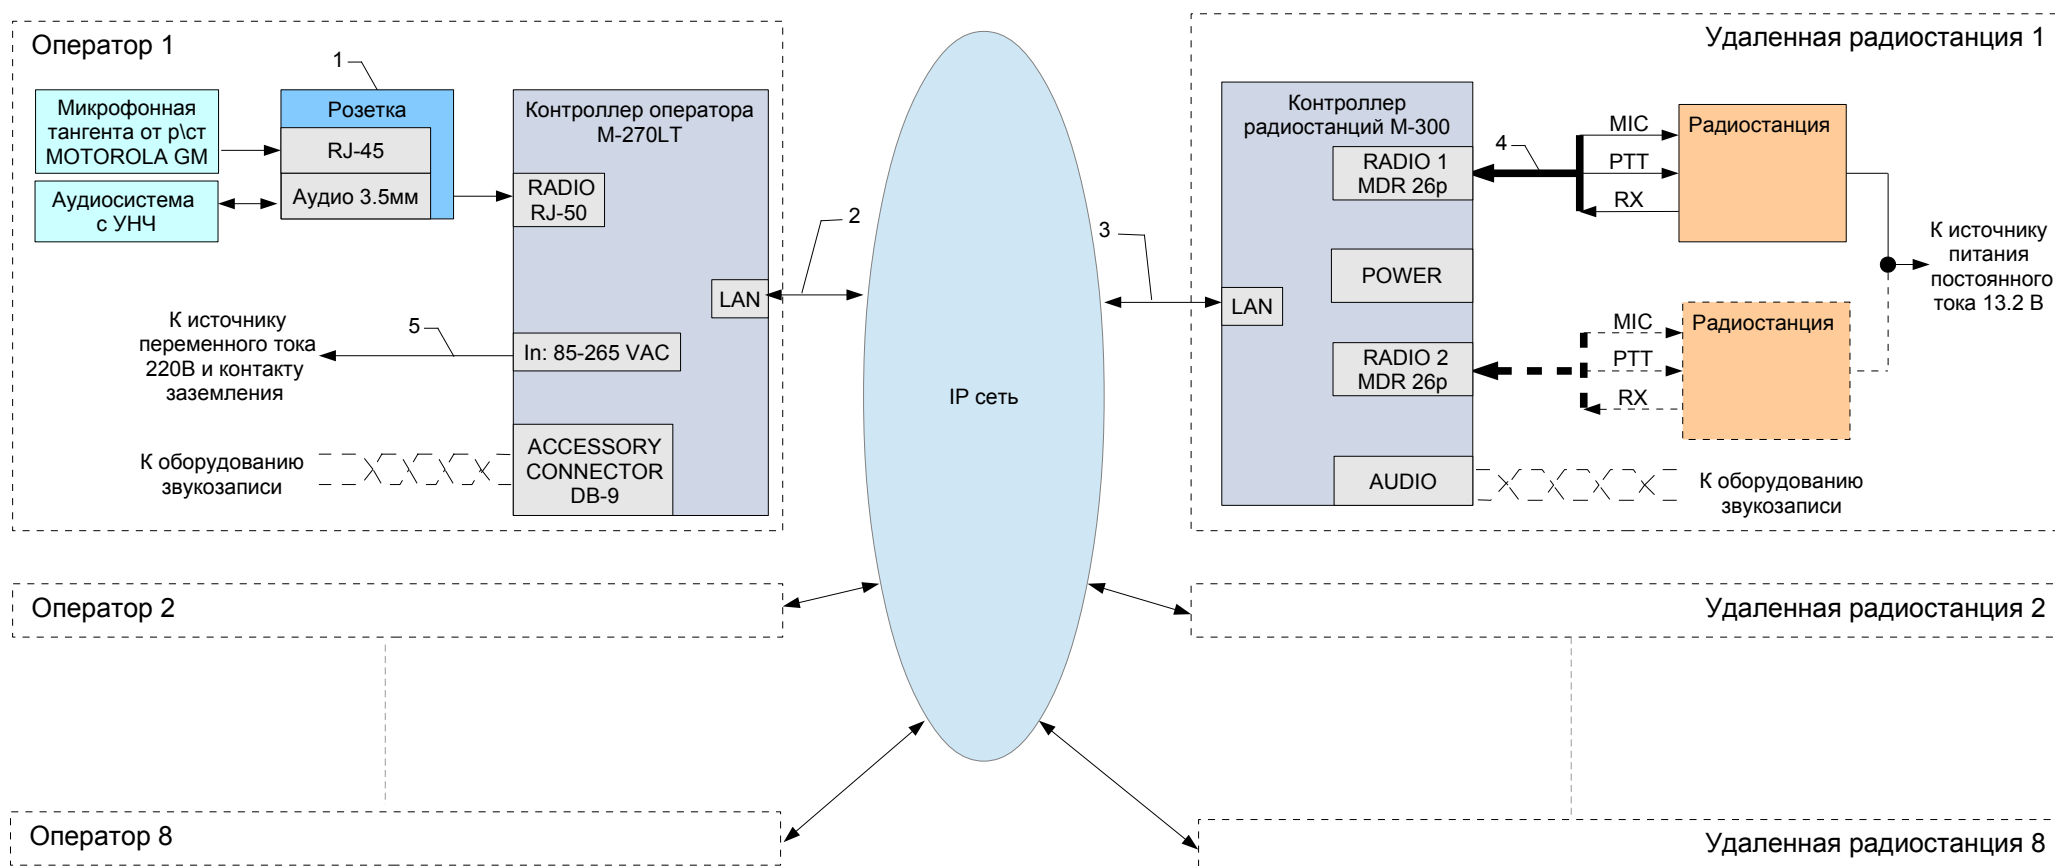 Оператор 1
1
Микрофонная
тангента от р\ст
MOTOROLA GM
Аудиосистема
с УНЧ
Розетка
RJ-45
Аудио 3.5мм
Контроллер оператора
M-270LT
RADIO
RJ-50
LAN
2
К источнику
переменного тока
220В и контакту
заземления
5
In: 85-265 VAC
К оборудованию
звукозаписи
ACCESSORY
CONNECTOR
DB-9
IP сеть
Удаленная радиостанция 1
3
Контроллер
радиостанций М-300
RADIO 1
MDR 26p
4
MIC
PTT
RX
Радиостанция
POWER
LAN
К источнику
питания
постоянного
тока 13.2 В
RADIO 2
MDR 26p
MIC
PTT
RX
Радиостанция
AUDIO
К оборудованию
звукозаписи
Оператор 2
Удаленная радиостанция 2
Оператор 8
Удаленная радиостанция 8